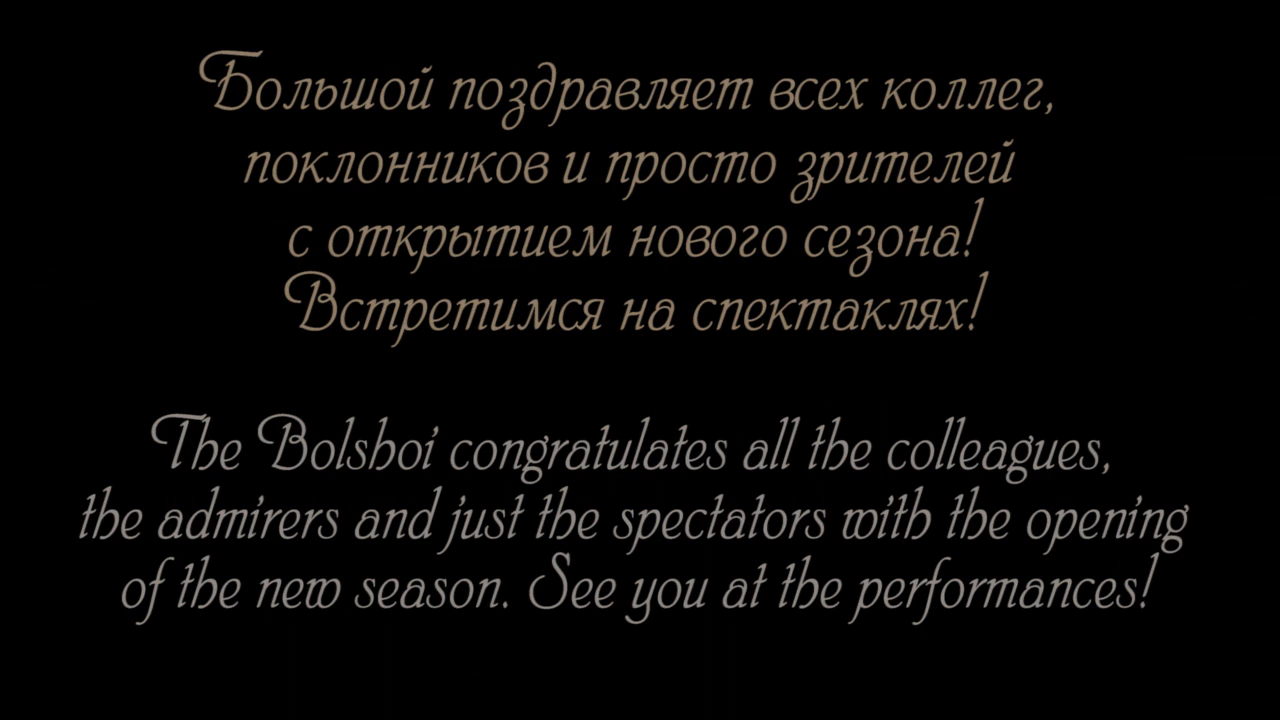 Большой поздравляет всех коллег,
поклонников и просто зрителей
с открытием нового сезона!
Встретимся на спектаклях!
The Bolshoi congratulates all the colleagues,
the admirers and just the spectators with the opening
of the new season. See you at the performances!